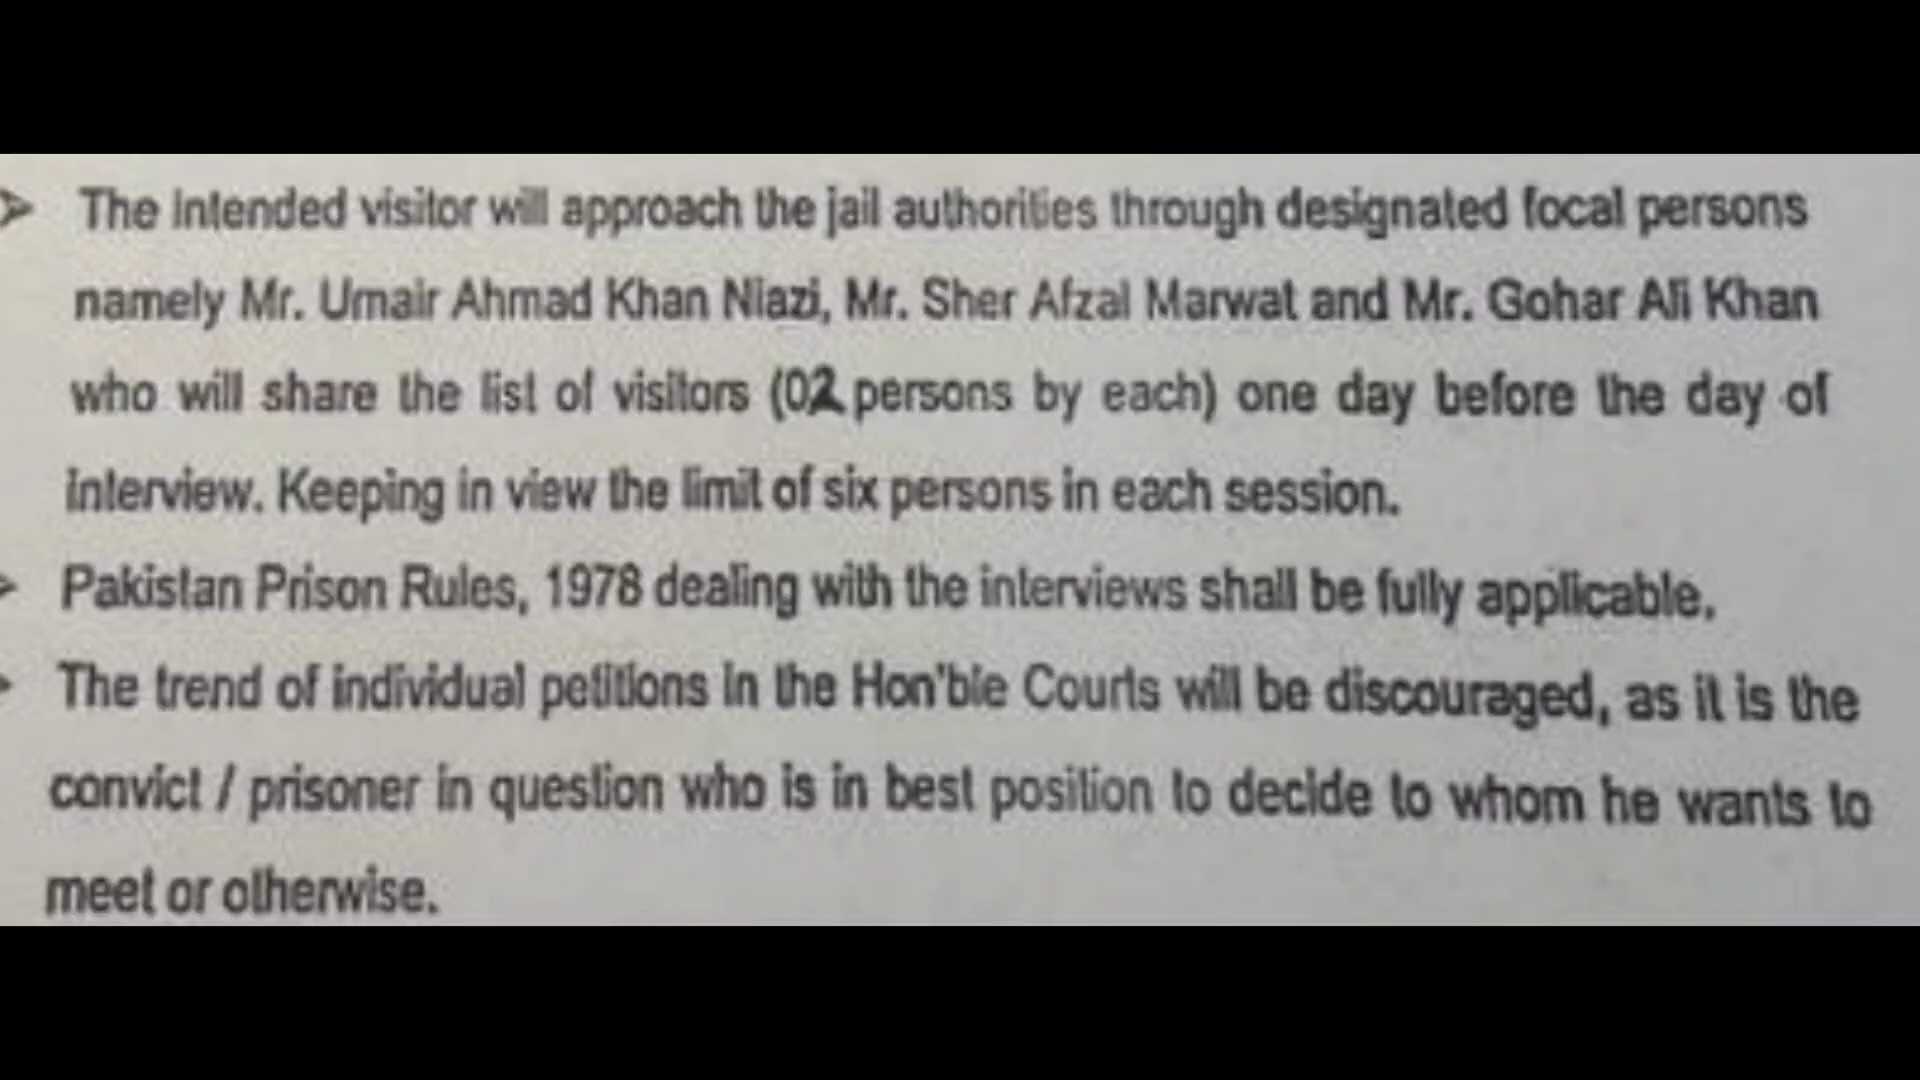 ➢ The intended visitor will approach the jail authorities through designated focal persons
namely Mr. Umair Ahmad Khan Niazi, Mr. Sher Afzal Marwat and Mr. Gohar Ali Khan
who will share the list of visitors (02 persons by each) one day before the day of
interview. Keeping in view the limit of six persons in each session.
➢ Pakistan Prison Rules, 1978 dealing with the interviews shall be fully applicable.
➢ The trend of individual petitions in the Hon'ble Courts will be discouraged, as it is the
convict / prisoner in question who is in best position to decide to whom he wants to
meet or otherwise.